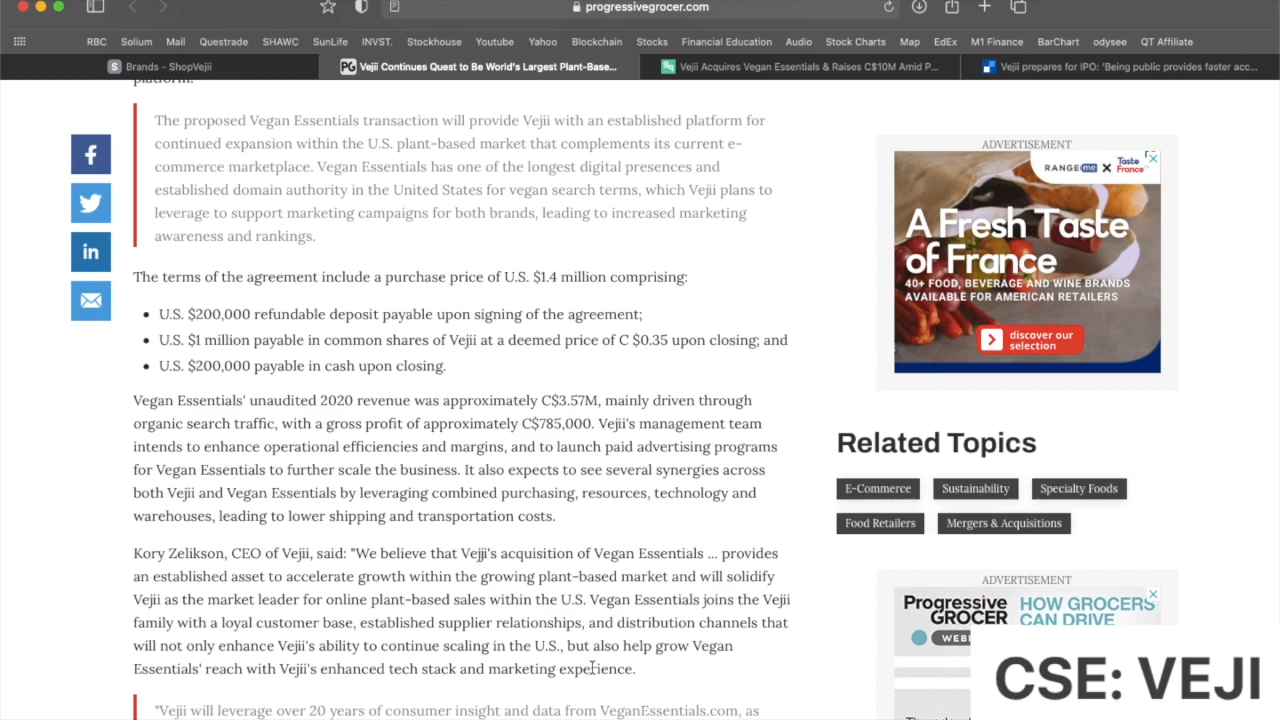 progressivegrocer.com
RBC Solium Mail Questrade SHAWC SunLife INVST. Stockhouse Youtube Yahoo Blockchain Stocks Financial Education Audio Stock Charts Map EdEx M1 Finance BarChart odysee QT Affiliate
S Brands - ShopVejii
PG Vejii Continues Quest to Be World's Largest Plant-Base...
Vejii Acquires Vegan Essentials & Raises C$10M Amid P...
Vejii prepares for IPO: 'Being public provides faster acc...
platform.
The proposed Vegan Essentials transaction will provide Vejii with an established platform for
continued expansion within the U.S. plant-based market that complements its current e-
commerce marketplace. Vegan Essentials has one of the longest digital presences and
established domain authority in the United States for vegan search terms, which Vejii plans to
leverage to support marketing campaigns for both brands, leading to increased marketing
awareness and rankings.
The terms of the agreement include a purchase price of U.S. $1.4 million comprising:
• U.S. $200,000 refundable deposit payable upon signing of the agreement;
• U.S. $1 million payable in common shares of Vejii at a deemed price of C $0.35 upon closing; and
• U.S. $200,000 payable in cash upon closing.
Vegan Essentials' unaudited 2020 revenue was approximately C$3.57M, mainly driven through
organic search traffic, with a gross profit of approximately C$785,000. Vejii's management team
intends to enhance operational efficiencies and margins, and to launch paid advertising programs
for Vegan Essentials to further scale the business. It also expects to see several synergies across
both Vejii and Vegan Essentials by leveraging combined purchasing, resources, technology and
warehouses, leading to lower shipping and transportation costs.
Kory Zelikson, CEO of Vejii, said: "We believe that Vejji's acquisition of Vegan Essentials ... provides
an established asset to accelerate growth within the growing plant-based market and will solidify
Vejii as the market leader for online plant-based sales within the U.S. Vegan Essentials joins the Vejii
family with a loyal customer base, established supplier relationships, and distribution channels that
will not only enhance Vejii's ability to continue scaling in the U.S., but also help grow Vegan
Essentials' reach with Vejii's enhanced tech stack and marketing experience.
"Vejii will leverage over 20 years of consumer insight and data from VeganEssentials.com, as
ADVERTISEMENT
RANGEME X Taste France
A Fresh Taste
of France
40+ FOOD, BEVERAGE AND WINE BRANDS
AVAILABLE FOR AMERICAN RETAILERS
discover our
selection
Related Topics
E-Commerce Sustainability Specialty Foods
Food Retailers Mergers & Acquisitions
ADVERTISEMENT
Progressive
GROCER
HOW GROCERS
CAN DRIVE
CSE: VEJI